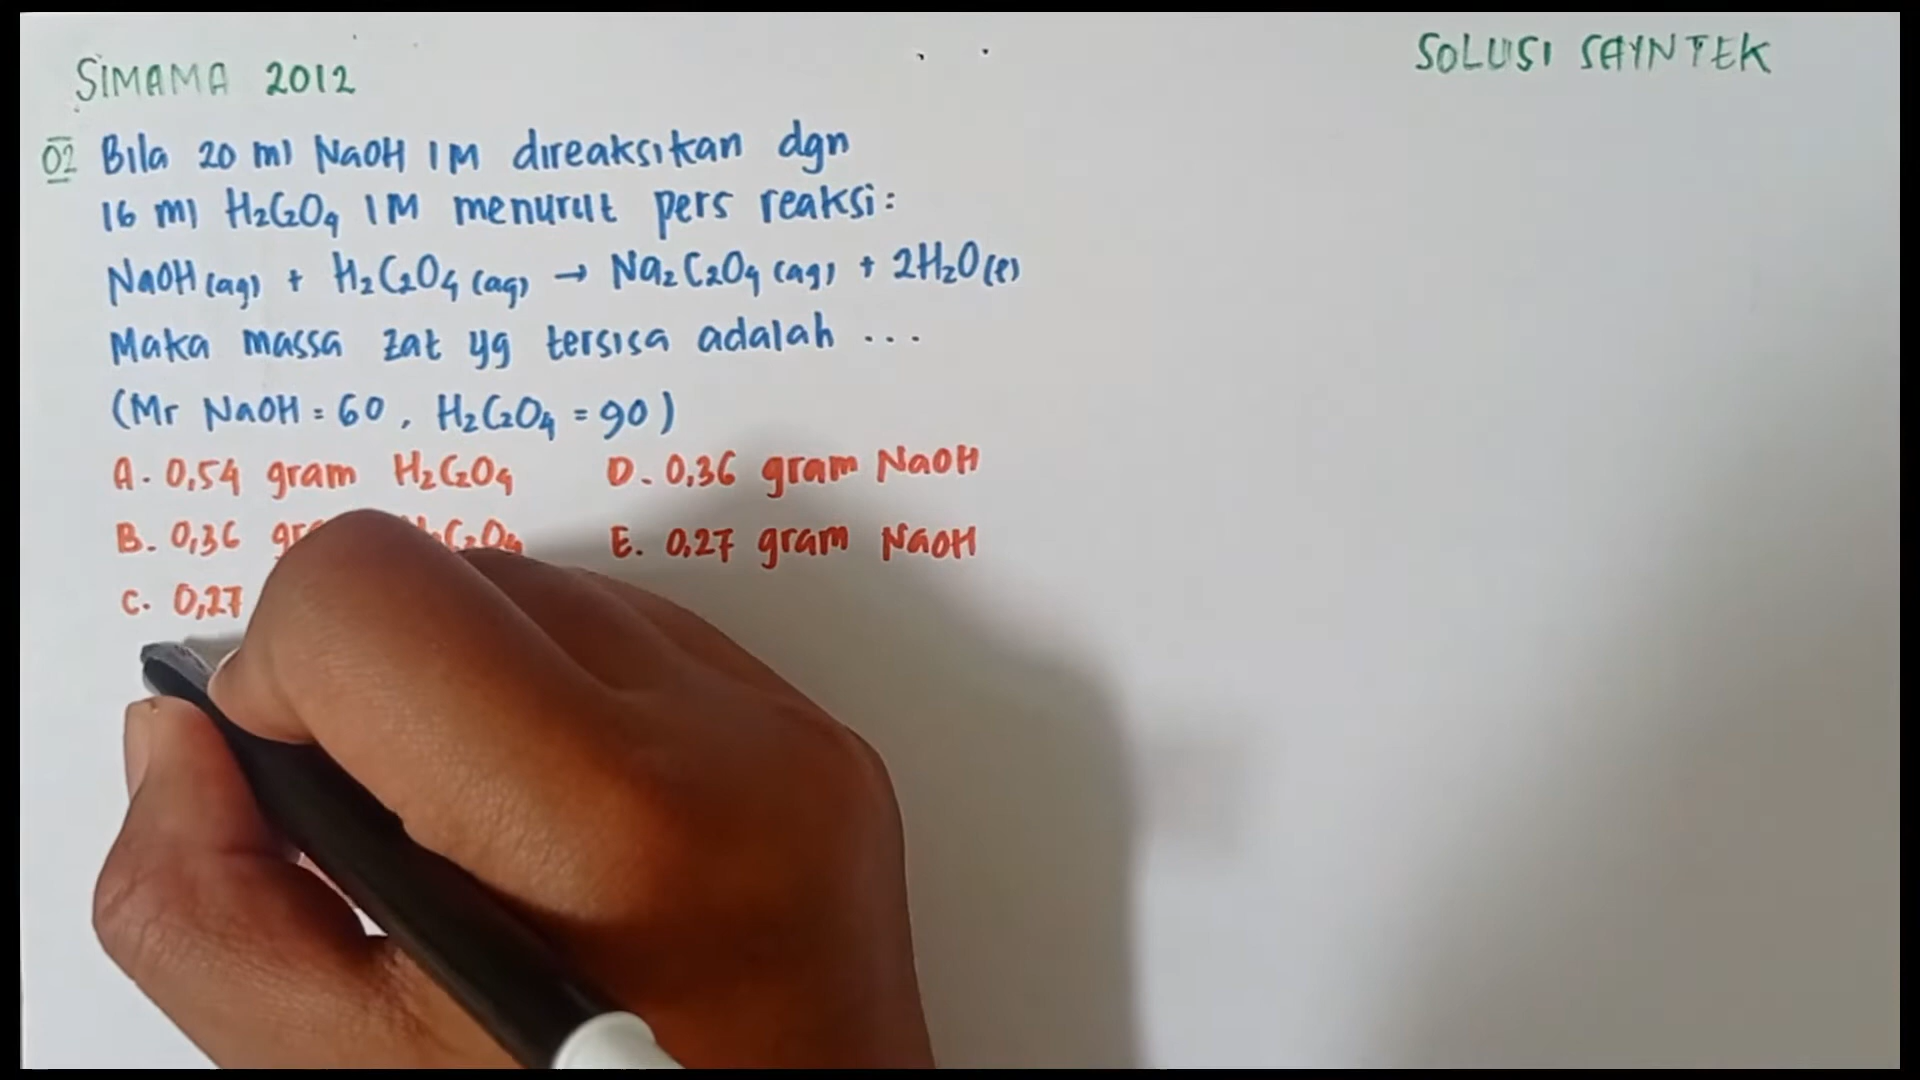 SIMAMA 2012
SOLUSI SAYNTEK
02 Bila 20 ml NaOH 1M direaksikan dgn
16 ml H₂C₂O₄ 1M menurut pers reaksi:
NaOH(aq) + H₂C₂O₄(aq) → Na₂C₂O₄(aq) + 2H₂O(l)
Maka massa zat yg tersisa adalah ...
(Mr NaOH = 60, H₂C₂O₄ = 90)
A. 0,54 gram H₂C₂O₄
D. 0,36 gram NaOH
B. 0,36 H₂C₂O₄
E. 0,27 gram NaOH
C. 0,27